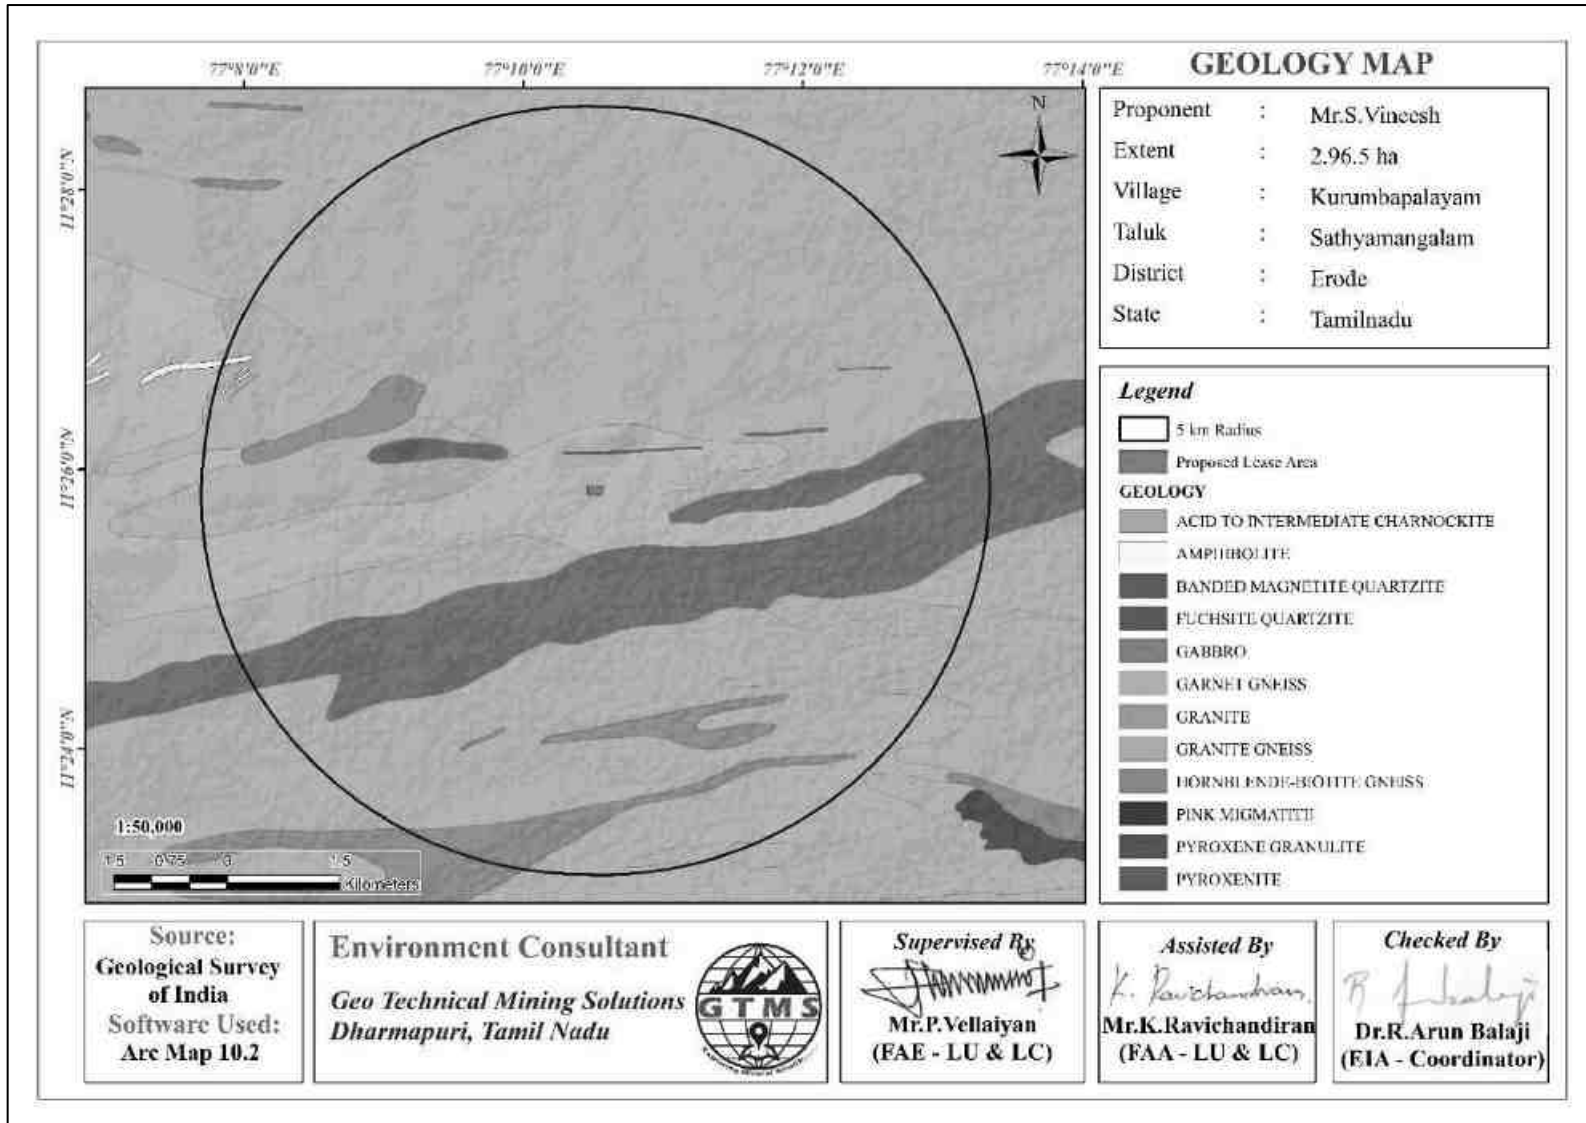 GEOLOGY MAP
77°8'0"E
77°10'0"E
77°12'0"E
77°14'0"E
11°28'0"N
11°26'0"N
11°24'0"N
N
Proponent : Mr.S.Vineesh
Extent : 2.96.5 ha
Village : Kurumbapalayam
Taluk : Sathyamangalam
District : Erode
State : Tamilnadu
Legend
5 km Radius
Proposed Lease Area
GEOLOGY
ACID TO INTERMEDIATE CHARNOCKITE
AMPHIBOLITE
BANDED MAGNETITE QUARTZITE
FUCHSITE QUARTZITE
GABBRO
GARNET GNEISS
GRANITE
GRANITE GNEISS
HORNBLENDE-BIOTITE GNEISS
PINK MIGMATITE
PYROXENE GRANULITE
PYROXENITE
1:50,000
1.5 0.75 0 1.5
Kilometers
Source:
Geological Survey
of India
Software Used:
Arc Map 10.2
Environment Consultant
Geo Technical Mining Solutions
Dharmapuri, Tamil Nadu
GTMS
Supervised By
Mr.P.Vellaiyan
(FAE - LU & LC)
Assisted By
K. Ravichandran
Mr.K.Ravichandiran
(FAA - LU & LC)
Checked By
Dr.R.Arun Balaji
(EIA - Coordinator)